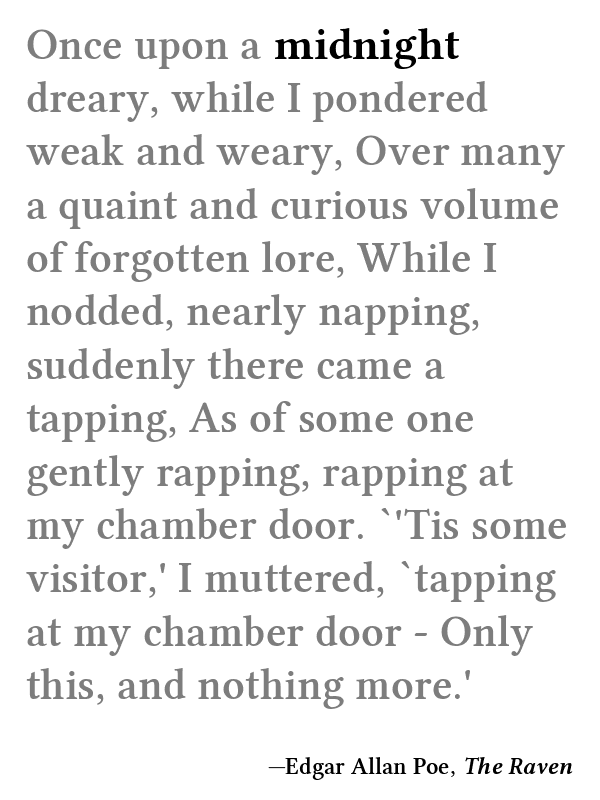 Once upon a midnight
dreary, while I pondered
weak and weary, Over many
a quaint and curious volume
of forgotten lore, While I
nodded, nearly napping,
suddenly there came a
tapping, As of some one
gently rapping, rapping at
my chamber door. `'Tis some
visitor,' I muttered, `tapping
at my chamber door - Only
this, and nothing more.'
—Edgar Allan Poe, The Raven